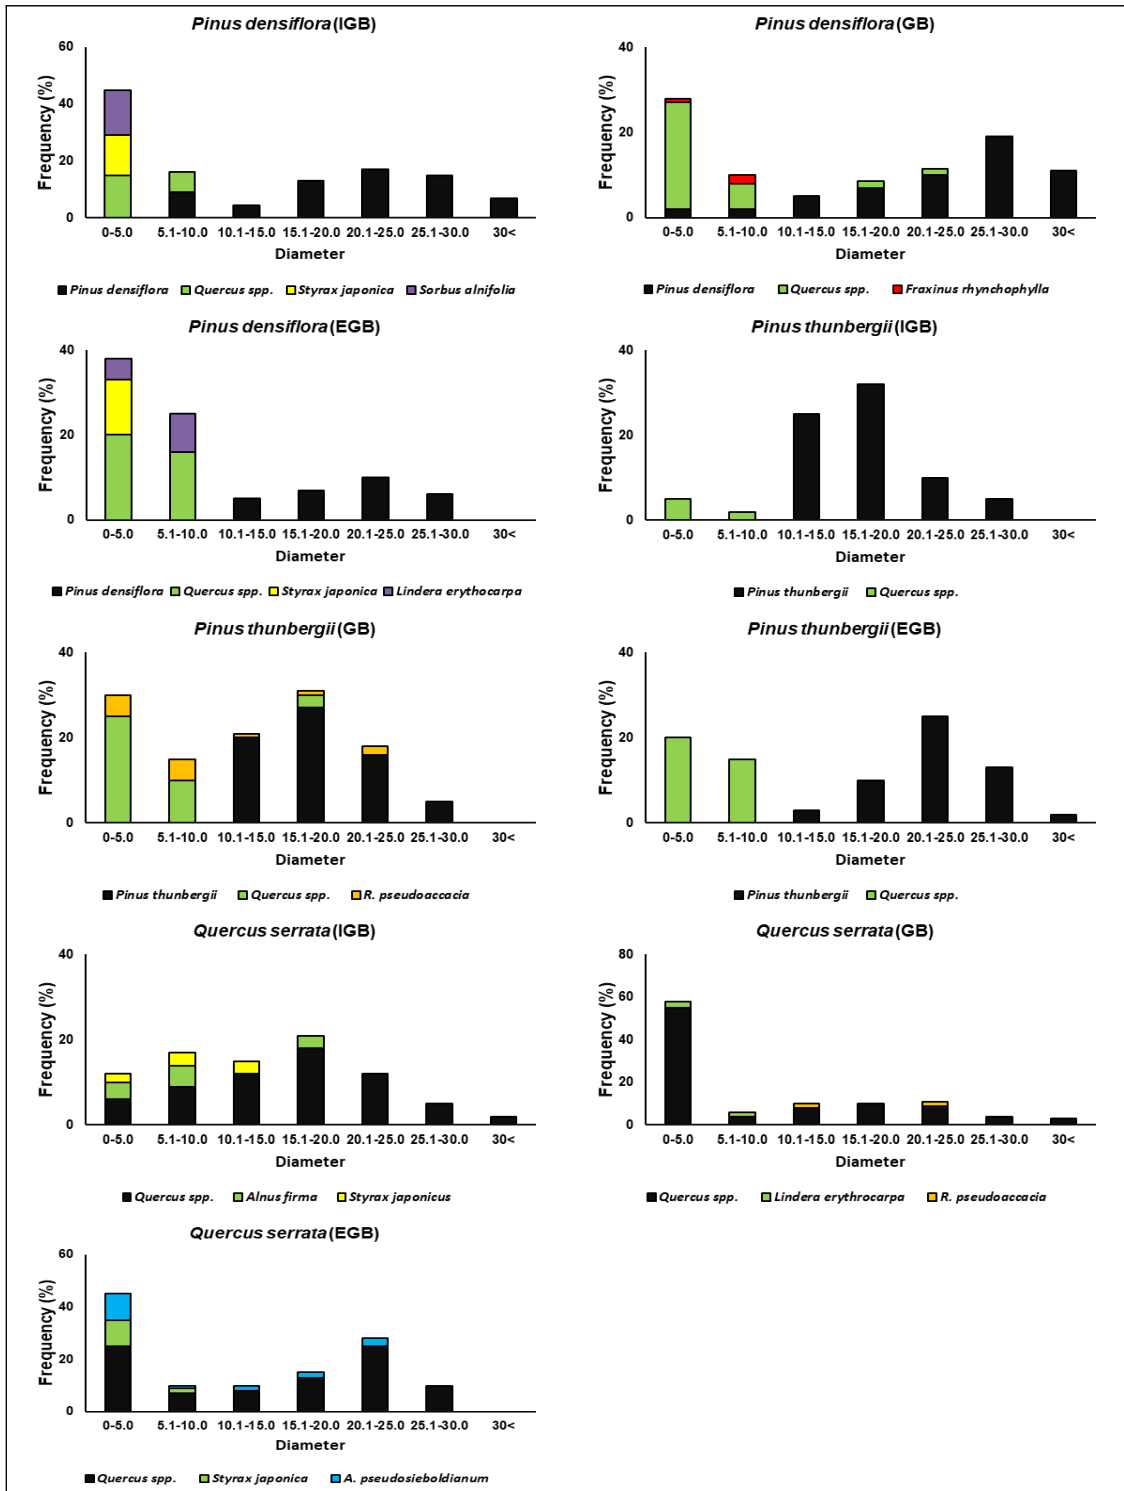 Pinus densiflora (IGB)
Frequency (%)
60
40
20
0
0-5.0 5.1-10.0 10.1-15.0 15.1-20.0 20.1-25.0 25.1-30.0 30<
Diameter
Pinus densiflora Quercus spp. Styrax japonica Sorbus alnifolia
Pinus densiflora (GB)
Frequency (%)
40
20
0
0-5.0 5.1-10.0 10.1-15.0 15.1-20.0 20.1-25.0 25.1-30.0 30<
Diameter
Pinus densiflora Quercus spp. Fraxinus rhynchophylla
Pinus densiflora (EGB)
Frequency (%)
40
20
0
0-5.0 5.1-10.0 10.1-15.0 15.1-20.0 20.1-25.0 25.1-30.0 30<
Diameter
Pinus densiflora Quercus spp. Styrax japonica Lindera erythocarpa
Pinus thunbergii (IGB)
Frequency (%)
40
20
0
0-5.0 5.1-10.0 10.1-15.0 15.1-20.0 20.1-25.0 25.1-30.0 30<
Diameter
Pinus thunbergii Quercus spp.
Pinus thunbergii (GB)
Frequency (%)
40
20
0
0-5.0 5.1-10.0 10.1-15.0 15.1-20.0 20.1-25.0 25.1-30.0 30<
Diameter
Pinus thunbergii Quercus spp. R. pseudoaccacia
Pinus thunbergii (EGB)
Frequency (%)
40
20
0
0-5.0 5.1-10.0 10.1-15.0 15.1-20.0 20.1-25.0 25.1-30.0 30<
Diameter
Pinus thunbergii Quercus spp.
Quercus serrata (IGB)
Frequency (%)
40
20
0
0-5.0 5.1-10.0 10.1-15.0 15.1-20.0 20.1-25.0 25.1-30.0 30<
Diameter
Quercus spp. Alnus firma Styrax japonicus
Quercus serrata (GB)
Frequency (%)
80
60
40
20
0
0-5.0 5.1-10.0 10.1-15.0 15.1-20.0 20.1-25.0 25.1-30.0 30<
Diameter
Quercus spp. Lindera erythrocarpa R. pseudoaccacia
Quercus serrata (EGB)
Frequency (%)
60
40
20
0
0-5.0 5.1-10.0 10.1-15.0 15.1-20.0 20.1-25.0 25.1-30.0 30<
Diameter
Quercus spp. Styrax japonica A. pseudosieboldianum